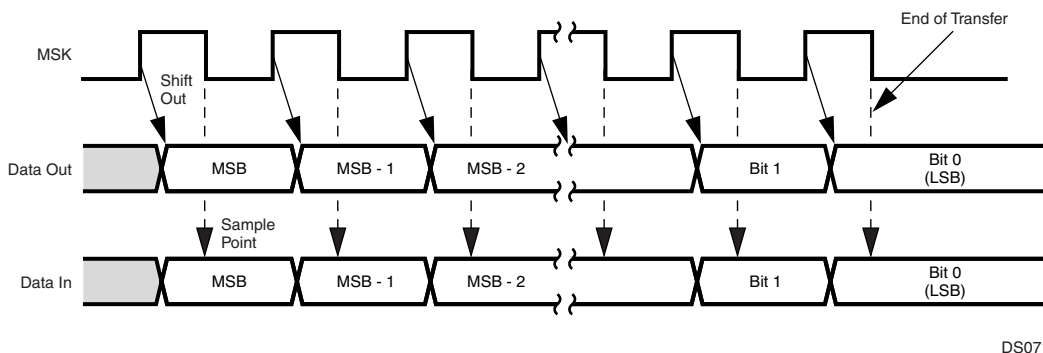 End of Transfer
MSK
Shift
Out
Data Out
MSB
MSB - 1
MSB - 2
Bit 1
Bit 0
(LSB)
Sample
Point
Data In
MSB
MSB - 1
MSB - 2
Bit 1
Bit 0
(LSB)
DS07